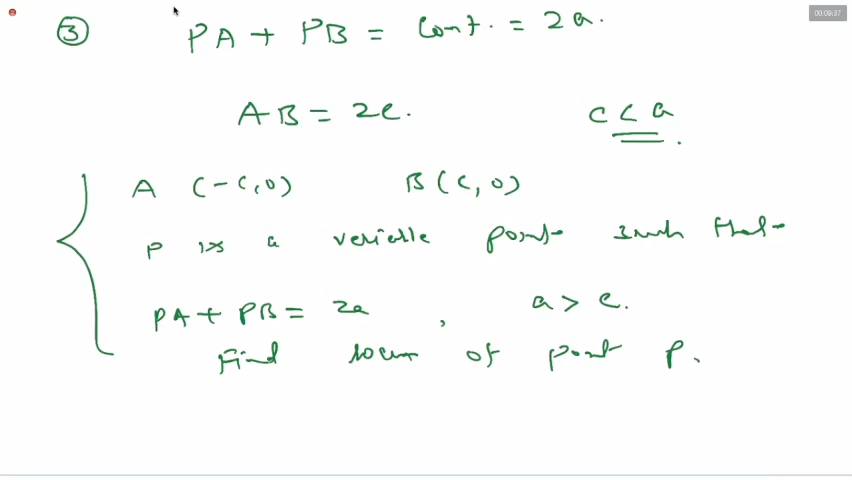 00:09:37
③ PA + PB = Const. = 2a.
AB = 2c. c < a.
A (-c, 0) B (c, 0)
P is a variable point such that
PA + PB = 2a, a > c.
Find locus of point P.